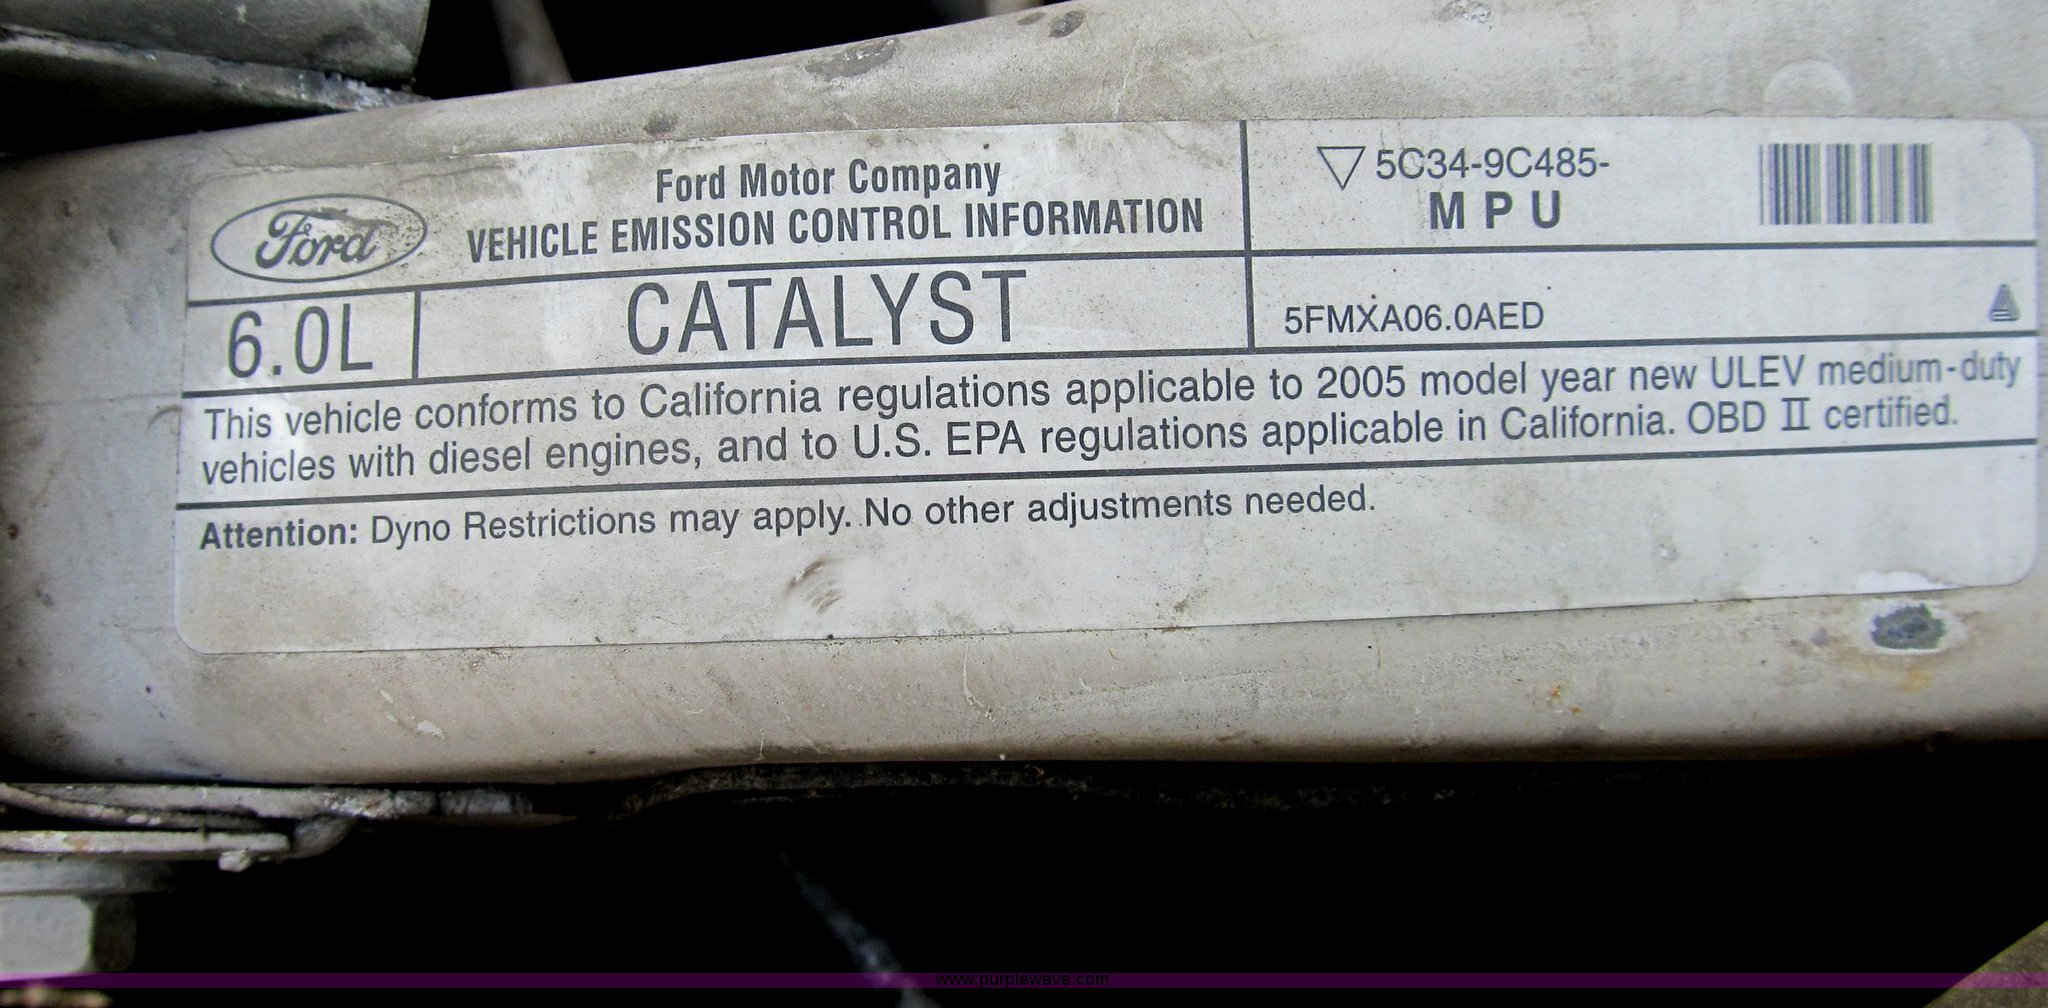 Ford
Ford Motor Company
VEHICLE EMISSION CONTROL INFORMATION
5C34-9C485-
MPU
6.0L
CATALYST
5FMXA06.0AED
This vehicle conforms to California regulations applicable to 2005 model year new ULEV medium-duty
vehicles with diesel engines, and to U.S. EPA regulations applicable in California. OBD II certified.
Attention: Dyno Restrictions may apply. No other adjustments needed.
www.purplewave.com